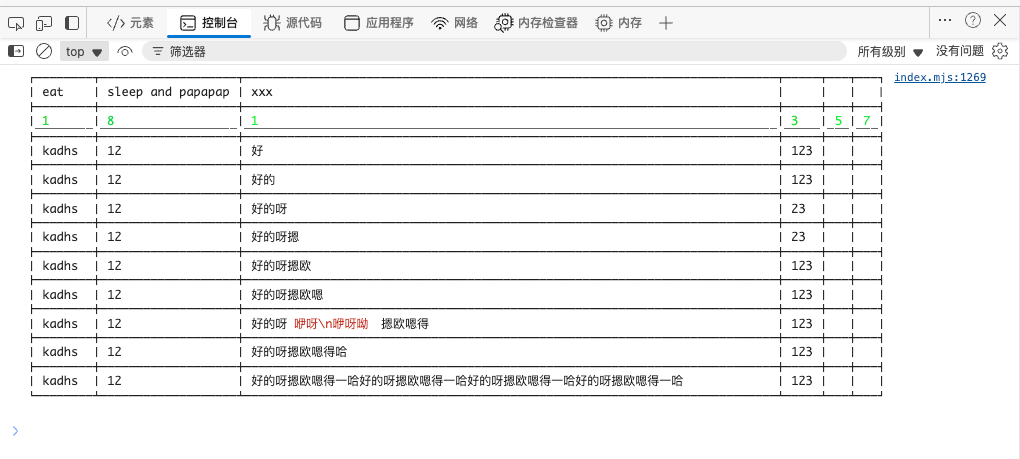 元素 控制台 源代码 应用程序 网络 内存检查器 内存
top 筛选器 所有级别 没有问题
index.mjs:1269
eat sleep and papapap xxx
1 8 1 3 5 7
kadhs 12 好 123
kadhs 12 好的 123
kadhs 12 好的呀 23
kadhs 12 好的呀摁 23
kadhs 12 好的呀摁欧 123
kadhs 12 好的呀摁欧嗯 123
kadhs 12 好的呀 咿呀\n咿呀呦 摁欧嗯得 123
kadhs 12 好的呀摁欧嗯得哈 123
kadhs 12 好的呀摁欧嗯得一哈好的呀摁欧嗯得一哈好的呀摁欧嗯得一哈好的呀摁欧嗯得一哈 123